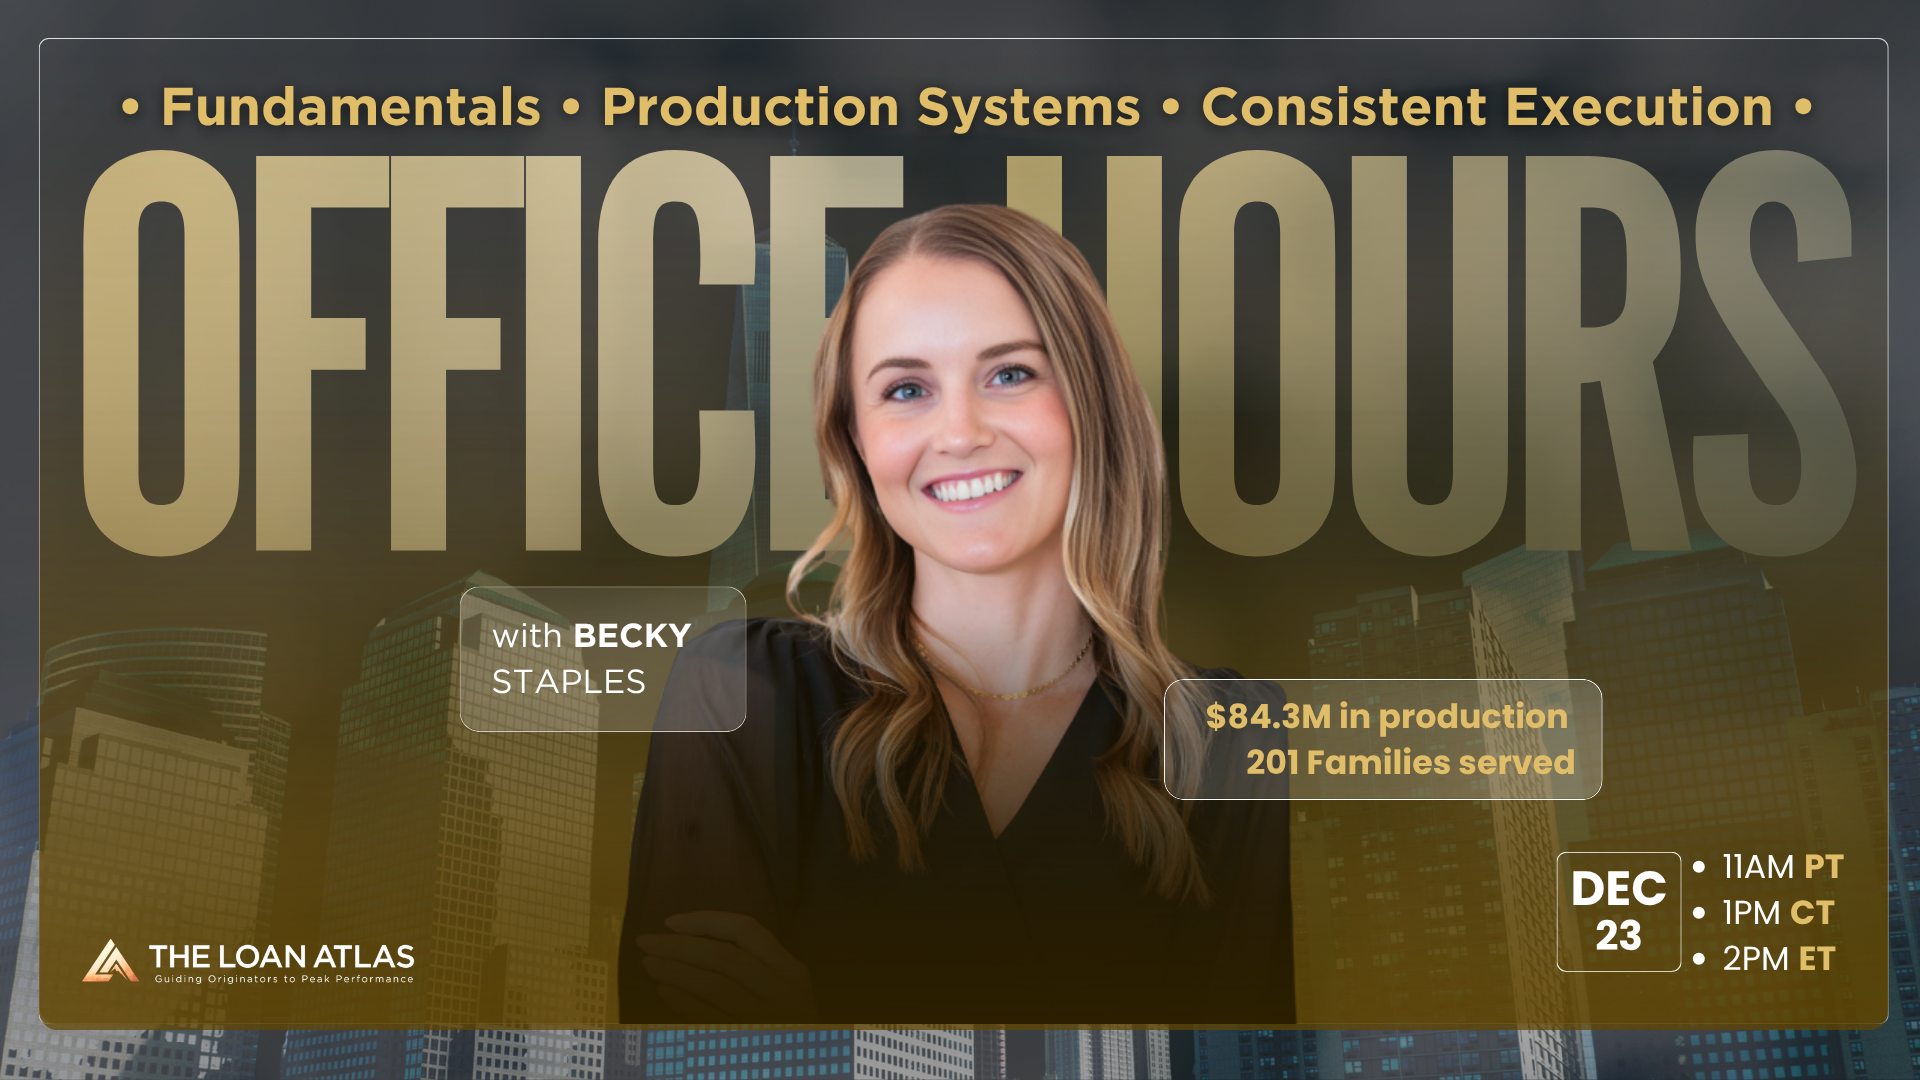 • Fundamentals • Production Systems • Consistent Execution •
OFFICE HOURS
with BECKY
STAPLES
$84.3M in production
201 Families served
DEC
23
• 11AM PT
• 1PM CT
• 2PM ET
THE LOAN ATLAS
Guiding Originators to Peak Performance